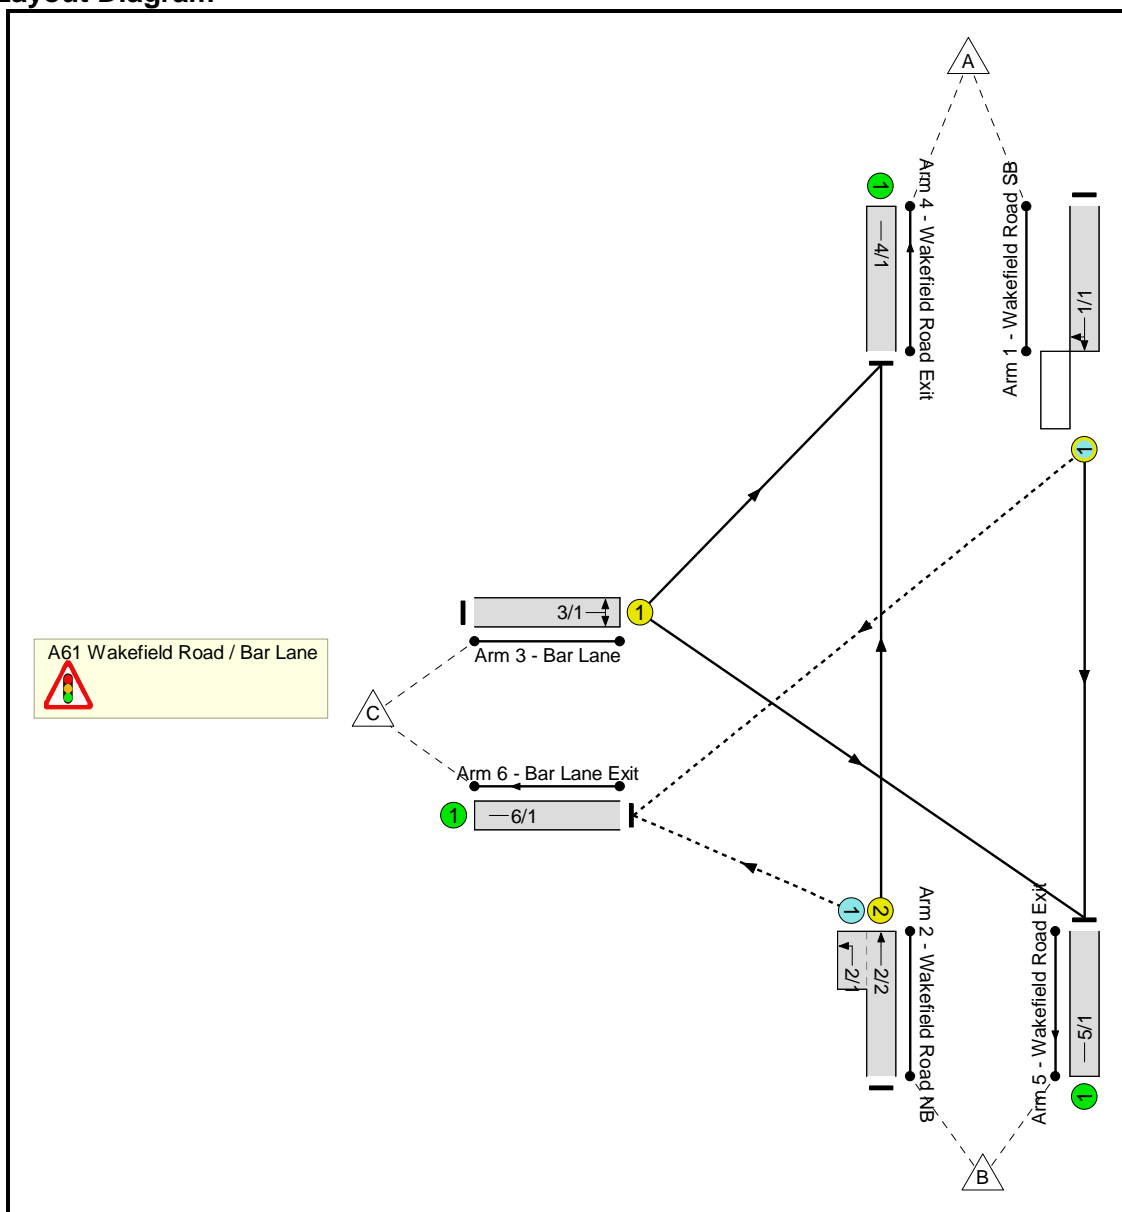 Layout Diagram
A
1
Arm 4 - Wakefield Road Exit
4/1
Arm 1 - Wakefield Road SB
1/1
1
3/1
1
Arm 3 - Bar Lane
A61 Wakefield Road / Bar Lane
C
Arm 6 - Bar Lane Exit
1
6/1
1
2
2/1
2/2
Arm 2 - Wakefield Road NB
Arm 5 - Wakefield Road Exit
5/1
1
B